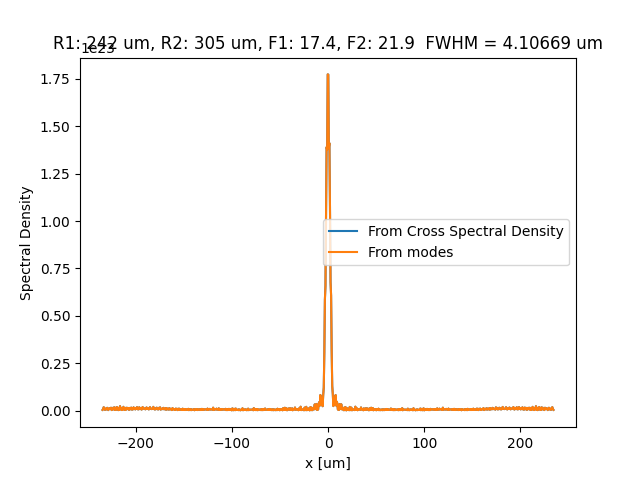 R1: 242 um, R2: 305 um, F1: 17.4, F2: 21.9  FWHM = 4.10669 um
1e23
1.75
1.50
1.25
1.00
0.75
0.50
0.25
0.00
Spectral Density
From Cross Spectral Density
From modes
−200
−100
0
100
200
x [um]